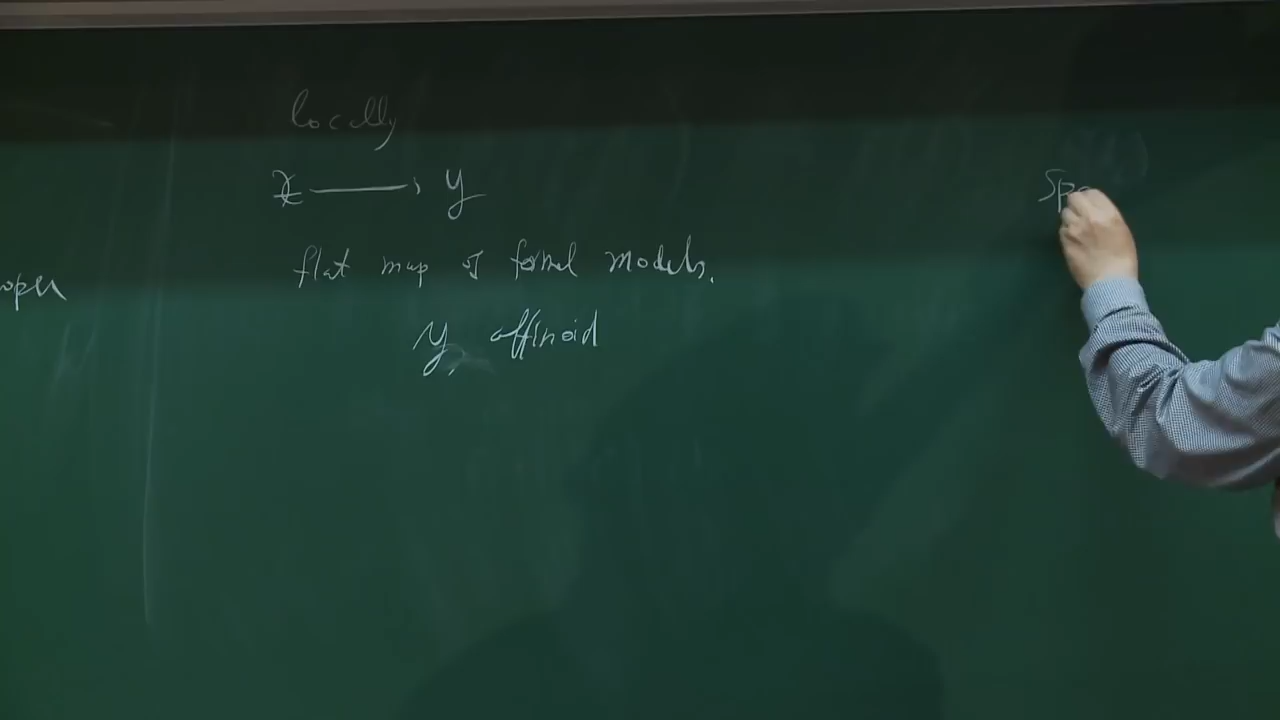 locally
X ⟶ Y
flat map of formal models.
Y, affinoid
Sp